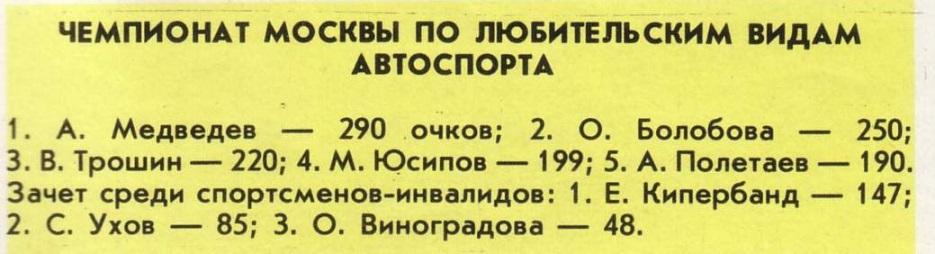 ЧЕМПИОНАТ МОСКВЫ ПО ЛЮБИТЕЛЬСКИМ ВИДАМ
АВТОСПОРТА
1. А. Медведев — 290 очков; 2. О. Болобова — 250;
3. В. Трошин — 220; 4. М. Юсипов — 199; 5. А. Полетаев — 190.
Зачет среди спортсменов-инвалидов: 1. Е. Кипербанд — 147;
2. С. Ухов — 85; 3. О. Виноградова — 48.